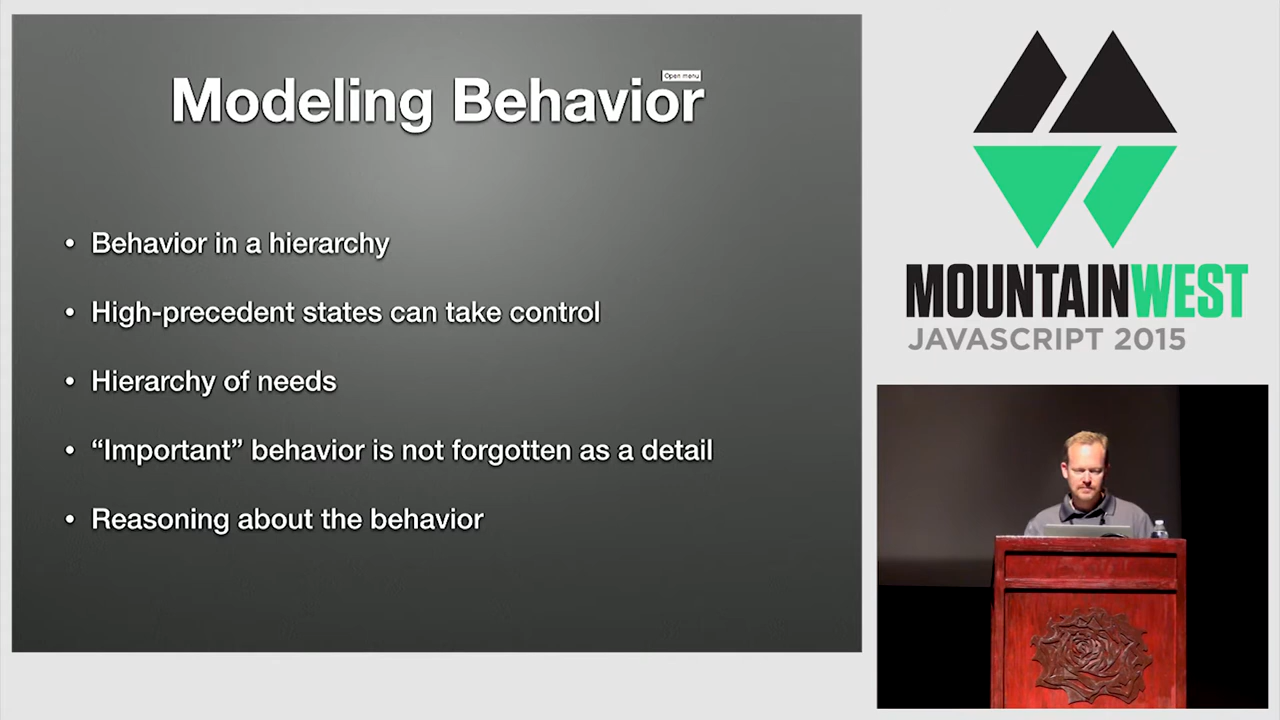 Modeling Behavior
Open menu
• Behavior in a hierarchy
• High-precedent states can take control
• Hierarchy of needs
• “Important” behavior is not forgotten as a detail
• Reasoning about the behavior
MOUNTAINWEST
JAVASCRIPT 2015